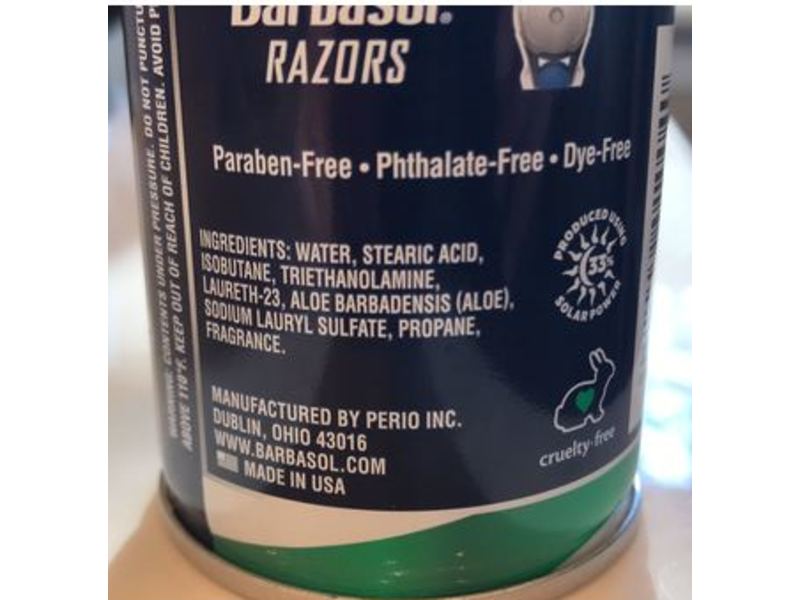 Barbasol®
RAZORS
Paraben-Free • Phthalate-Free • Dye-Free
INGREDIENTS: WATER, STEARIC ACID,
ISOBUTANE, TRIETHANOLAMINE,
LAURETH-23, ALOE BARBADENSIS (ALOE),
SODIUM LAURYL SULFATE, PROPANE,
FRAGRANCE.
PRODUCED USING
33%
SOLAR POWER
MANUFACTURED BY PERIO INC.
DUBLIN, OHIO 43016
WWW.BARBASOL.COM
MADE IN USA
cruelty-free
WARNING. CONTENTS UNDER PRESSURE. DO NOT PUNCTU
ABOVE 110°F. KEEP OUT OF REACH OF CHILDREN. AVOID P